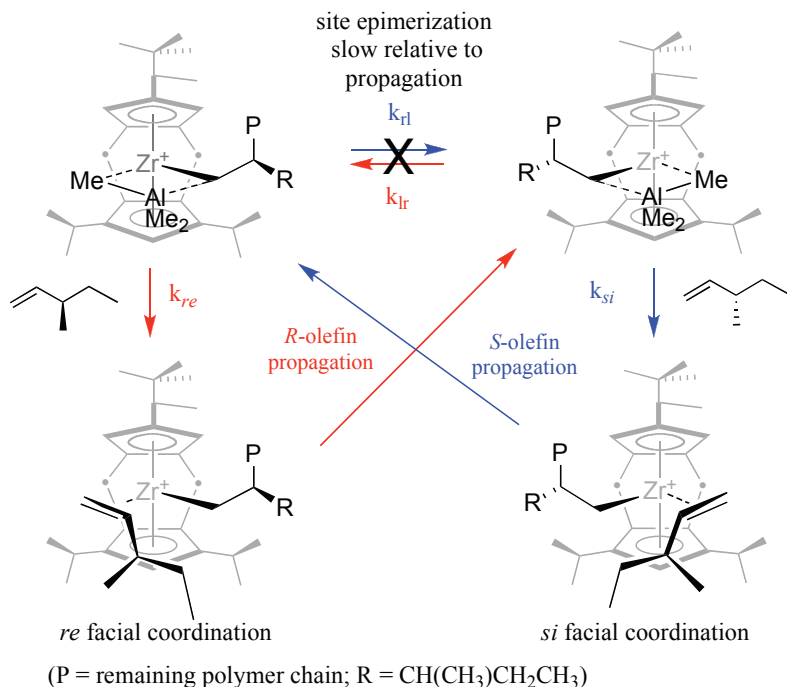 site epimerization
slow relative to
propagation
k_rl
X
k_lr
P
Zr⁺
R
Me
Al
Me₂
P
Zr⁺
R
Me
Al
Me₂
k_re
k_si
R-olefin
propagation
S-olefin
propagation
P
Zr⁺
R
P
Zr⁺
R
re facial coordination
si facial coordination
(P = remaining polymer chain; R = CH(CH₃)CH₂CH₃)